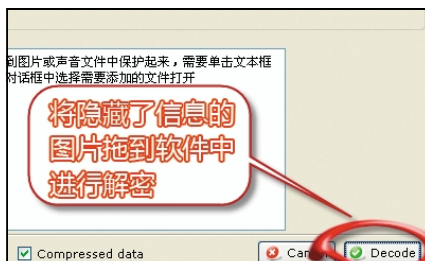 到图片或声音文件中保护起来，需要单击文本框
对话框中选择需要添加的文件打开
将隐藏了信息的
图片拖到软件中
进行解密
Compressed data
Decode